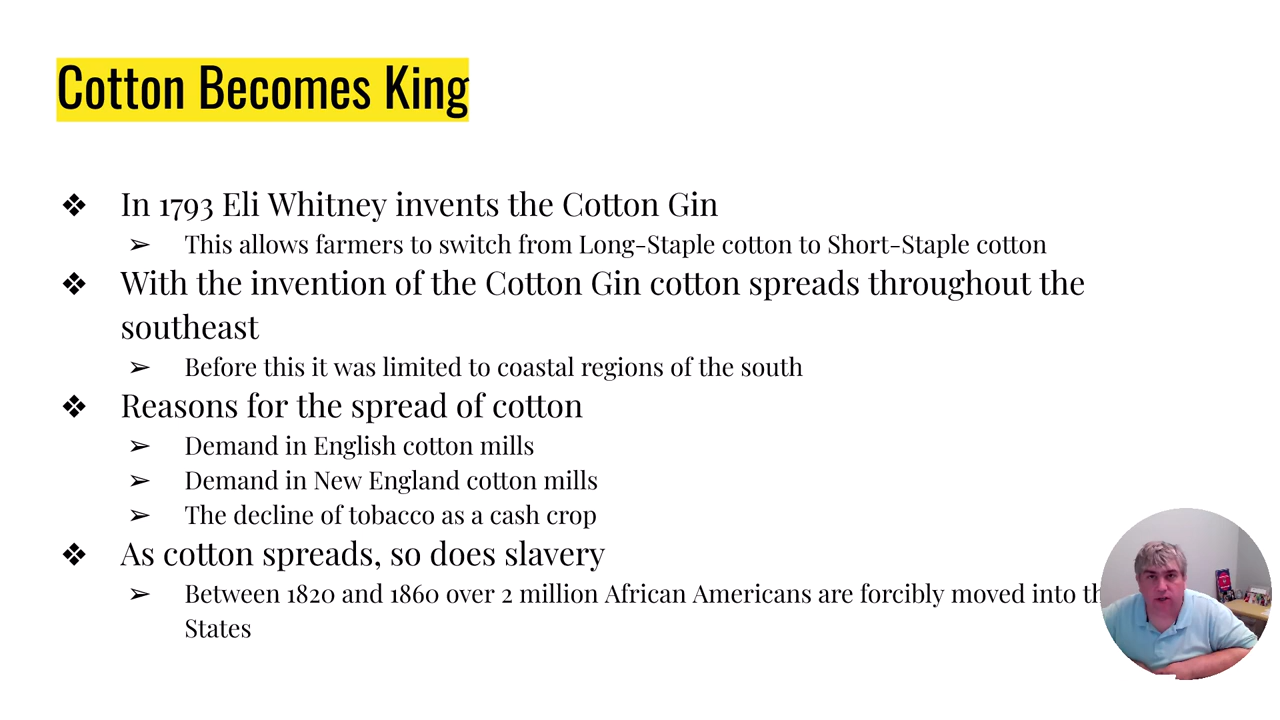 Cotton Becomes King
❖ In 1793 Eli Whitney invents the Cotton Gin
➢ This allows farmers to switch from Long-Staple cotton to Short-Staple cotton
❖ With the invention of the Cotton Gin cotton spreads throughout the
southeast
➢ Before this it was limited to coastal regions of the south
❖ Reasons for the spread of cotton
➢ Demand in English cotton mills
➢ Demand in New England cotton mills
➢ The decline of tobacco as a cash crop
❖ As cotton spreads, so does slavery
➢ Between 1820 and 1860 over 2 million African Americans are forcibly moved into
States